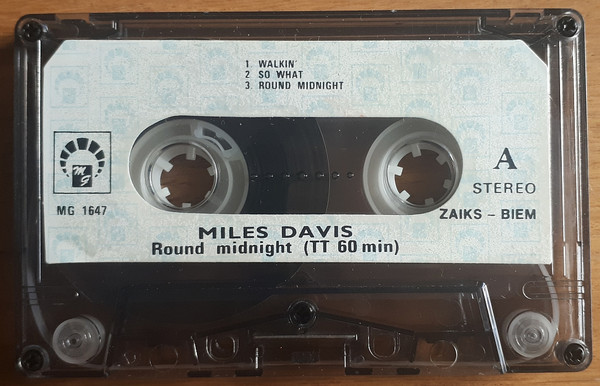 1 WALKIN'
2 SO WHAT
3 ROUND MIDNIGHT
MG
MG 1647
A
STEREO
ZAIKS – BIEM
MILES DAVIS
Round midnight (TT 60 min)